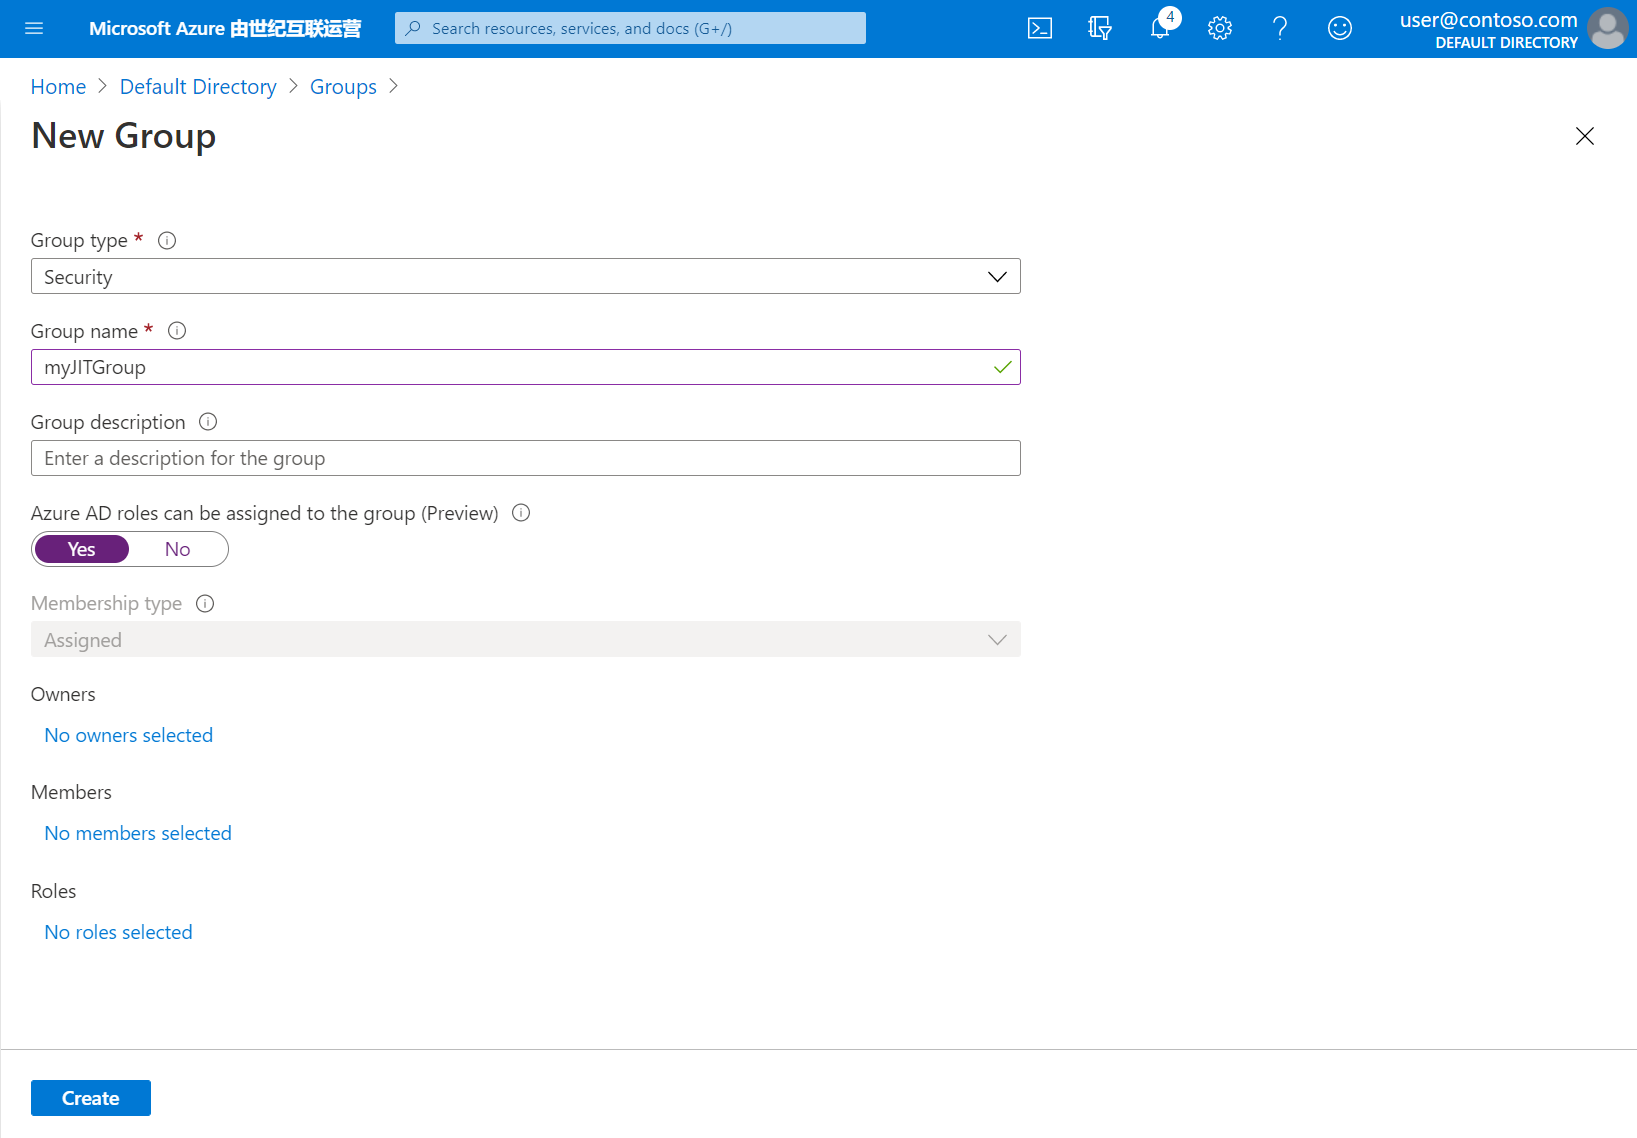 Microsoft Azure 由世纪互联运营
Search resources, services, and docs (G+/)
4
user@contoso.com
DEFAULT DIRECTORY
Home > Default Directory > Groups >
New Group
Group type *
Security
Group name *
myJITGroup
Group description
Enter a description for the group
Azure AD roles can be assigned to the group (Preview)
Yes No
Membership type
Assigned
Owners
No owners selected
Members
No members selected
Roles
No roles selected
Create